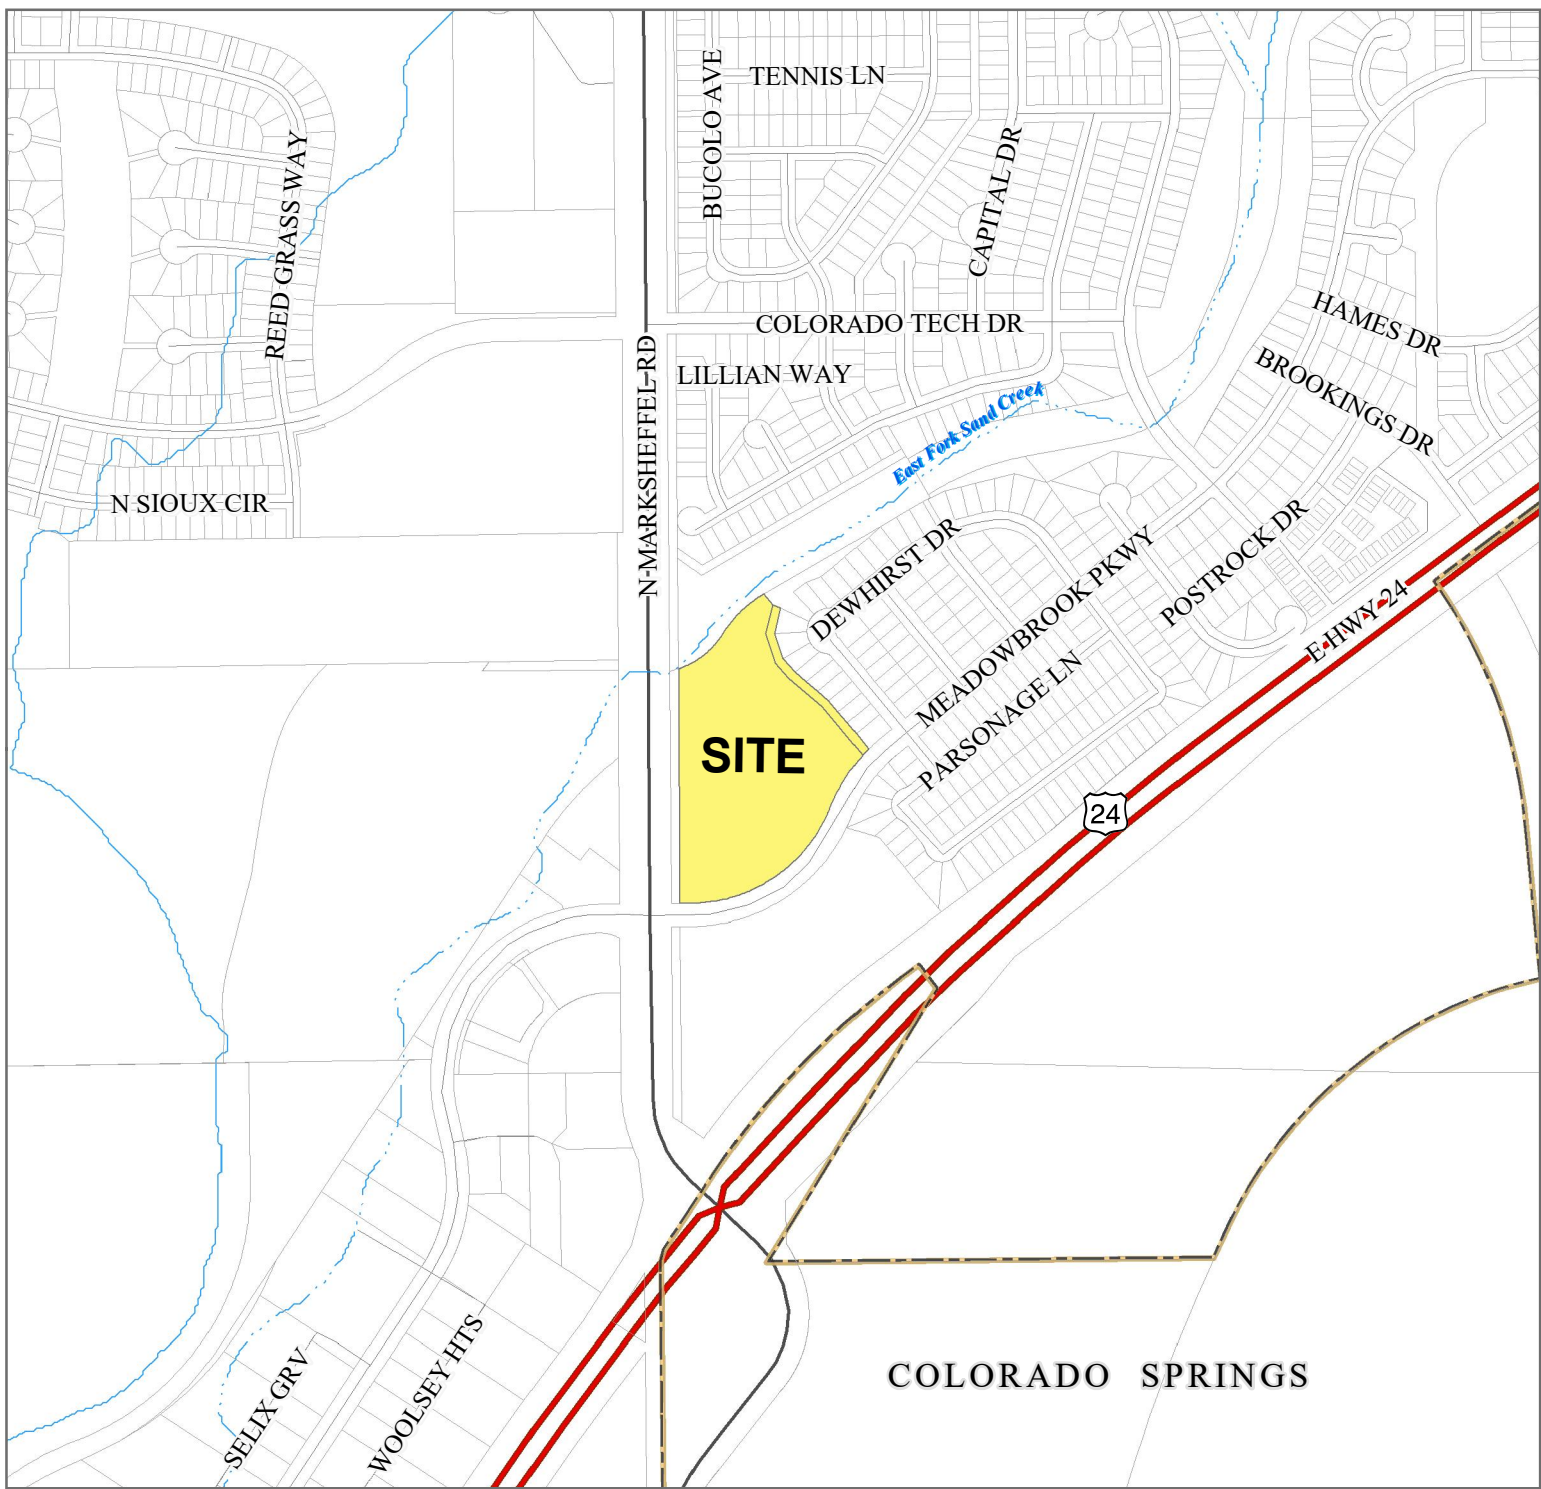 TENNIS LN
BUCOLO AVE
CAPITAL DR
REED GRASS WAY
COLORADO TECH DR
HAMES DR
BROOKINGS DR
LILLIAN WAY
N MARKSHEFFEL RD
East Fork Sand Creek
N SIOUX CIR
DEWHIRST DR
POSTROCK DR
MEADOWBROOK PKWY
E HWY 24
PARSONAGE LN
SITE
24
COLORADO SPRINGS
SELIX GRV
WOOLSEY HTS